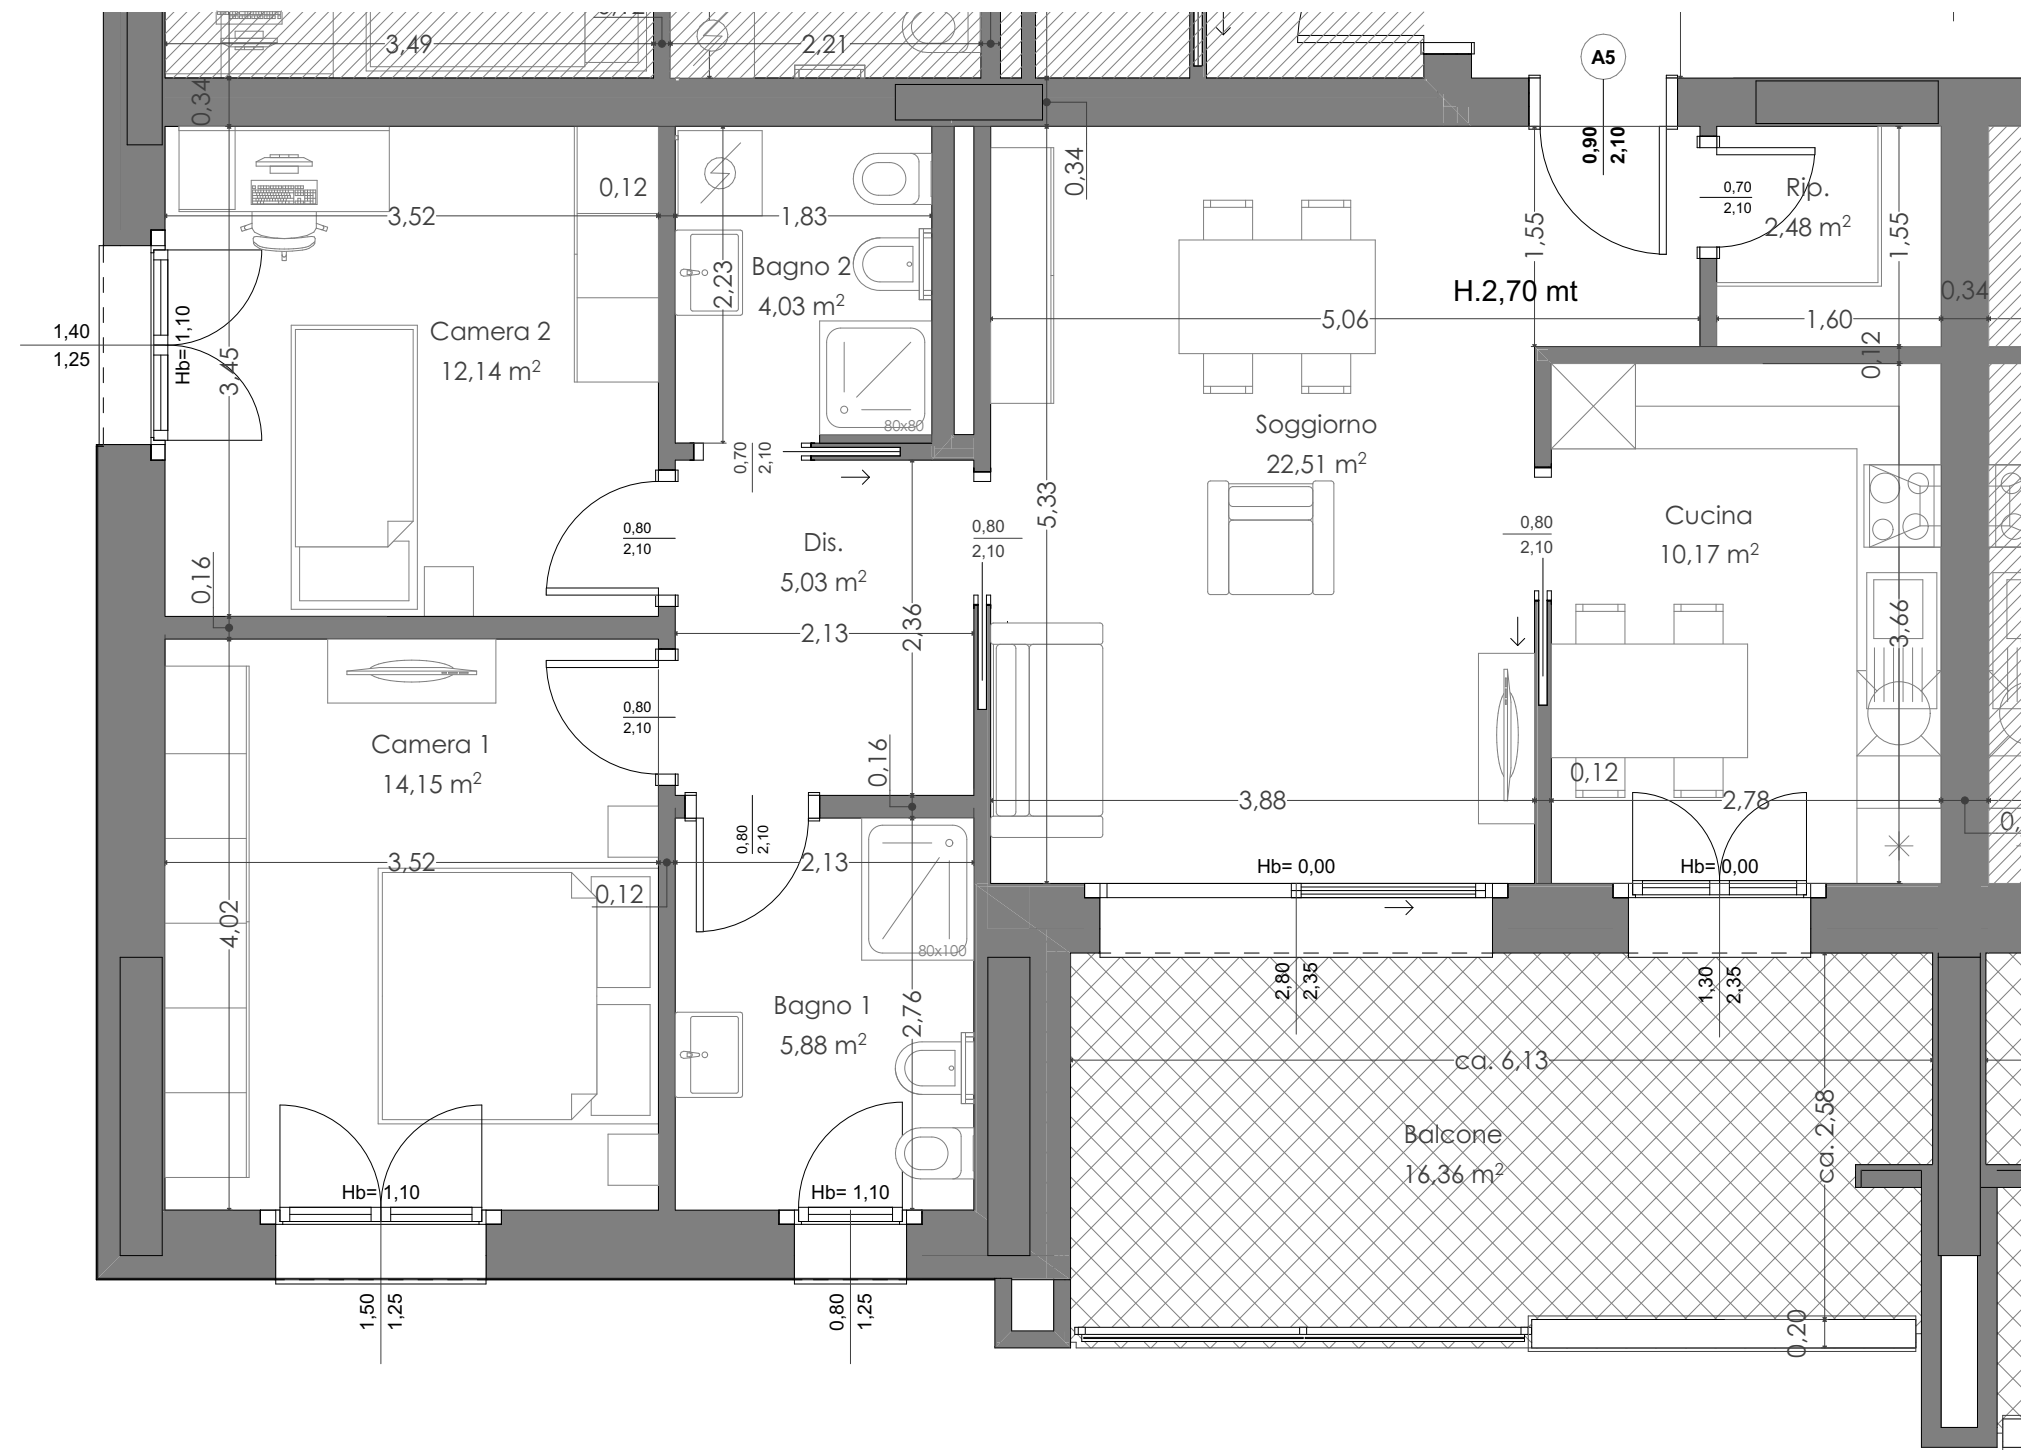 3,49
2,21
A5
0,34
0,34
0,90
2,10
0,70
2,10
Rip.
2,48 m²
0,12
3,52
1,83
1,55
1,55
Bagno 2
4,03 m²
2,23
H.2,70 mt
0,34
5,06
1,60
0,12
1,40
1,25
Hb= 1,10
3,45
Camera 2
12,14 m²
80x80
Soggiorno
22,51 m²
0,70
2,10
5,33
0,80
2,10
Dis.
5,03 m²
0,80
2,10
0,80
2,10
Cucina
10,17 m²
0,16
2,13
2,36
3,66
0,80
2,10
Camera 1
14,15 m²
0,16
0,12
3,88
2,78
0,80
2,10
3,52
2,13
0,12
Hb= 0,00
Hb= 0,00
4,02
80x100
2,80
2,35
1,30
2,35
Bagno 1
5,88 m²
2,76
ca. 6,13
Balcone
16,36 m²
ca. 2,58
Hb= 1,10
Hb= 1,10
1,50
1,25
0,80
1,25
0,20